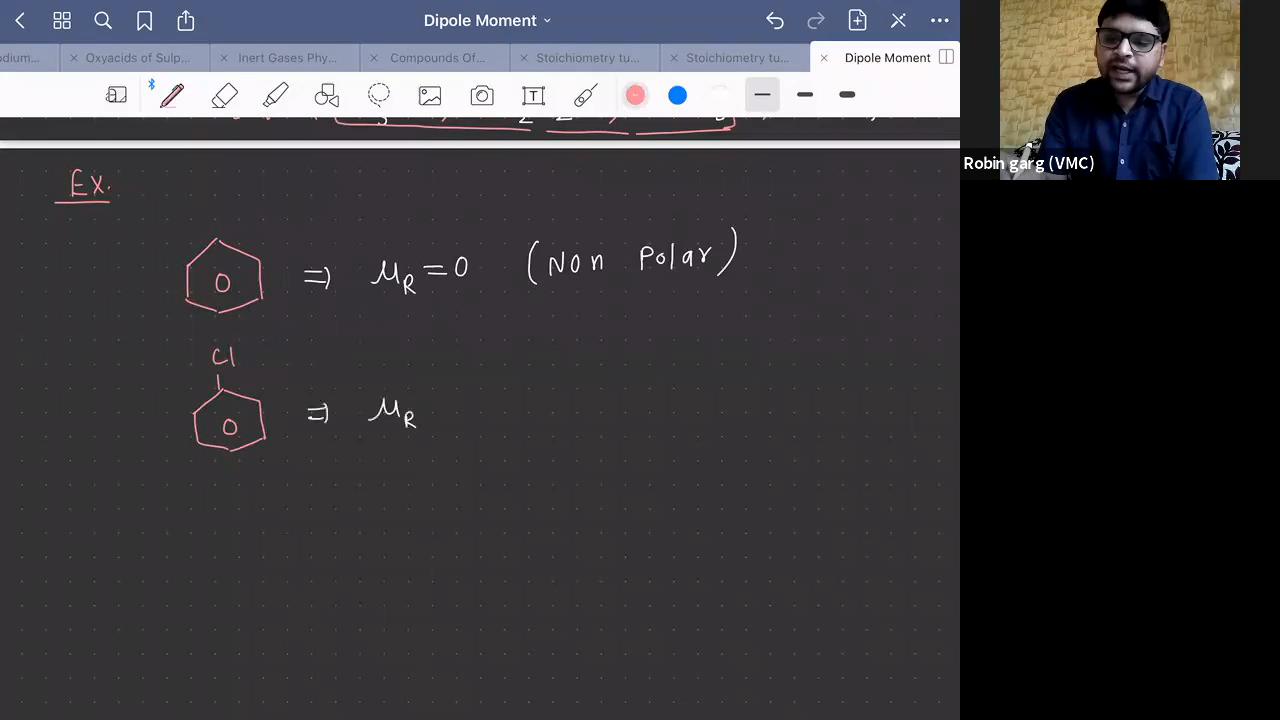 Dipole Moment
odium...
Oxyacids of Sulp...
Inert Gases Phy...
Compounds Of...
Stoichiometry tu...
Stoichiometry tu...
Dipole Moment
T
Robin garg (VMC)
Ex.
⇒ μR = 0 (Non Polar)
Cl
⇒ μR